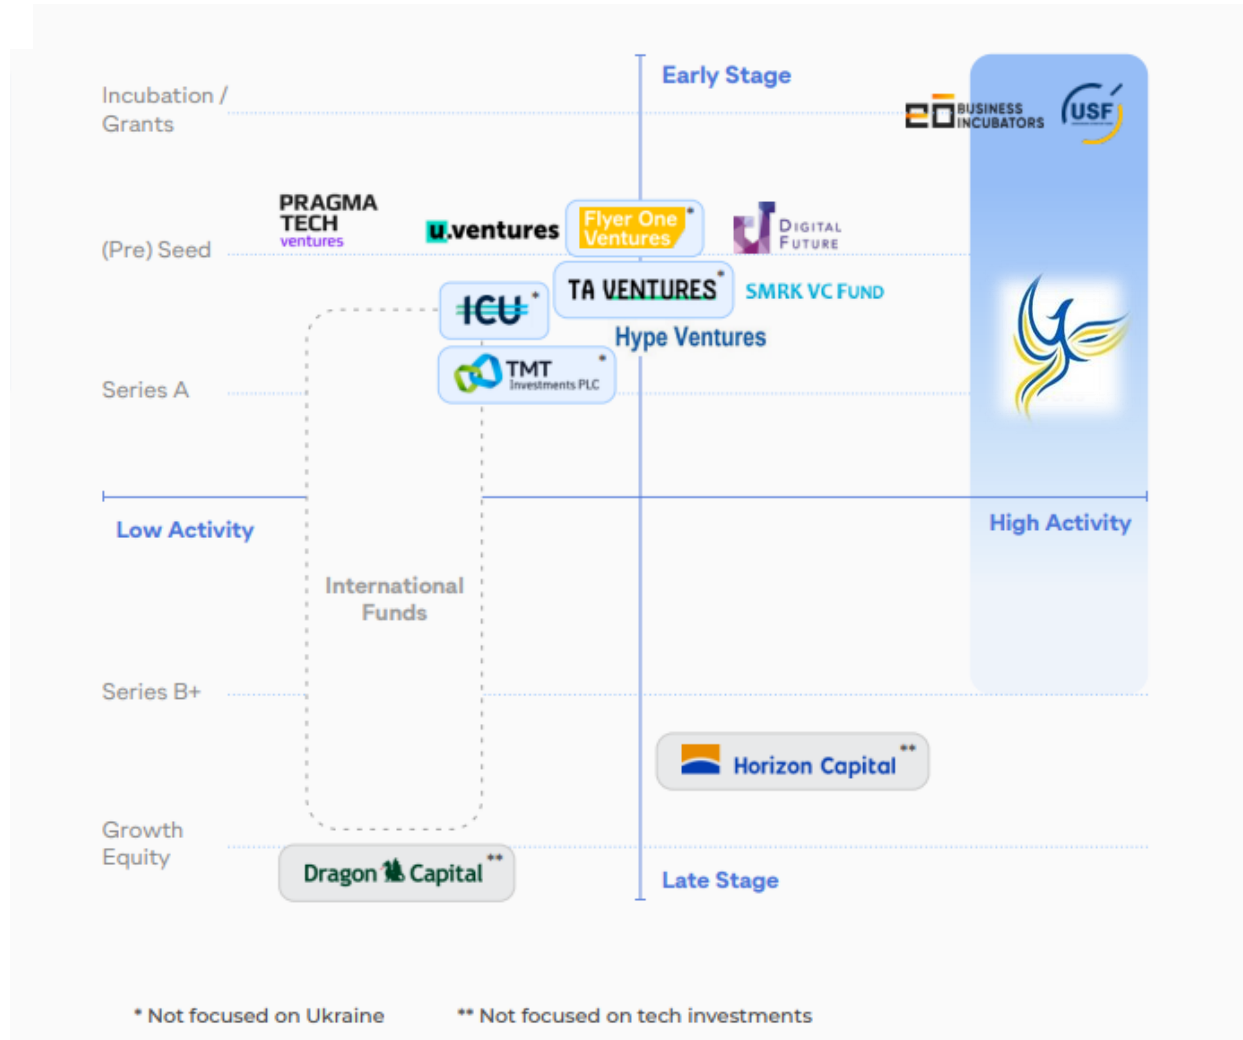 Early Stage
Incubation /
Grants
BUSINESS
INCUBATORS
USF
PRAGMA
TECH
ventures
u.ventures
Flyer One
Ventures
*
DIGITAL
FUTURE
(Pre) Seed
ICU
*
TA VENTURES
*
SMRK VC FUND
Hype Ventures
TMT
Investments PLC
*
Series A
Low Activity
High Activity
International
Funds
Series B+
Horizon Capital
**
Growth
Equity
Dragon Capital
**
Late Stage
* Not focused on Ukraine
** Not focused on tech investments